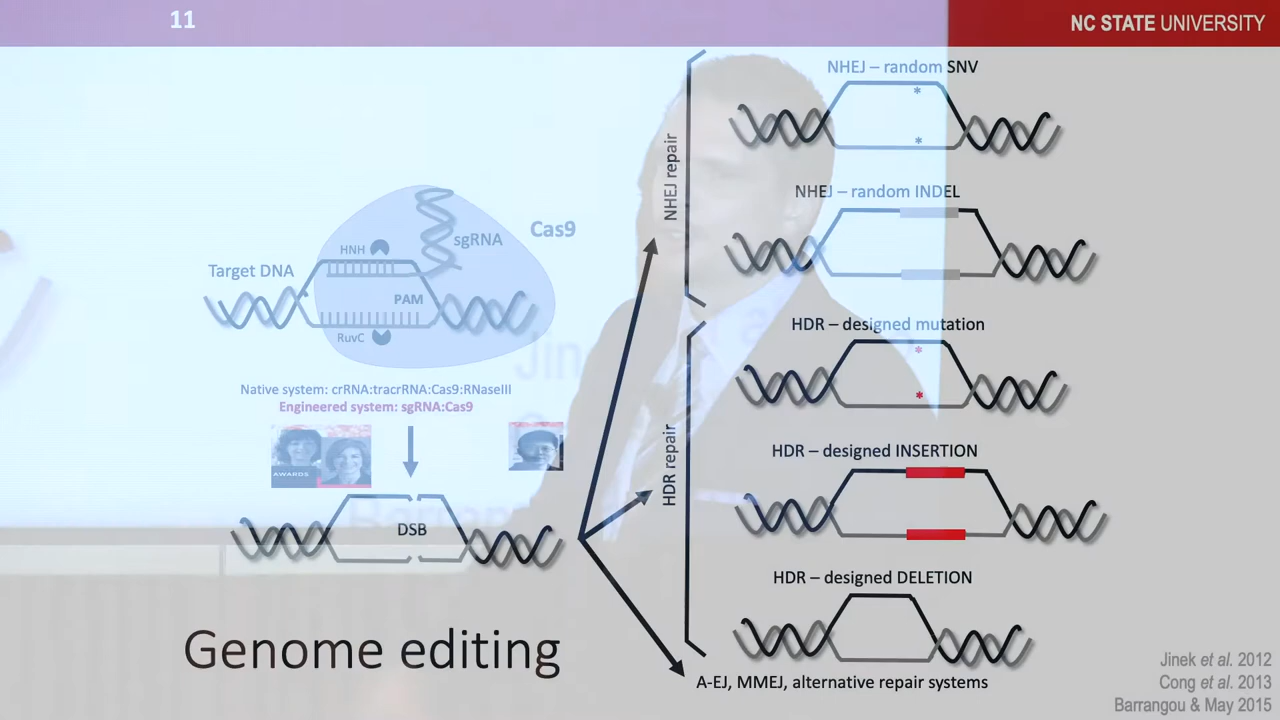 11
NC STATE UNIVERSITY
NHEJ – random SNV
*
*
NHEJ repair
NHEJ – random INDEL
Cas9
sgRNA
HNH
Target DNA
PAM
RuvC
HDR – designed mutation
*
*
Native system: crRNA:tracrRNA:Cas9:RNaseIII
Engineered system: sgRNA:Cas9
AWARDS
HDR repair
HDR – designed INSERTION
DSB
HDR – designed DELETION
Genome editing
A-EJ, MMEJ, alternative repair systems
Jinek et al. 2012
Cong et al. 2013
Barrangou & May 2015